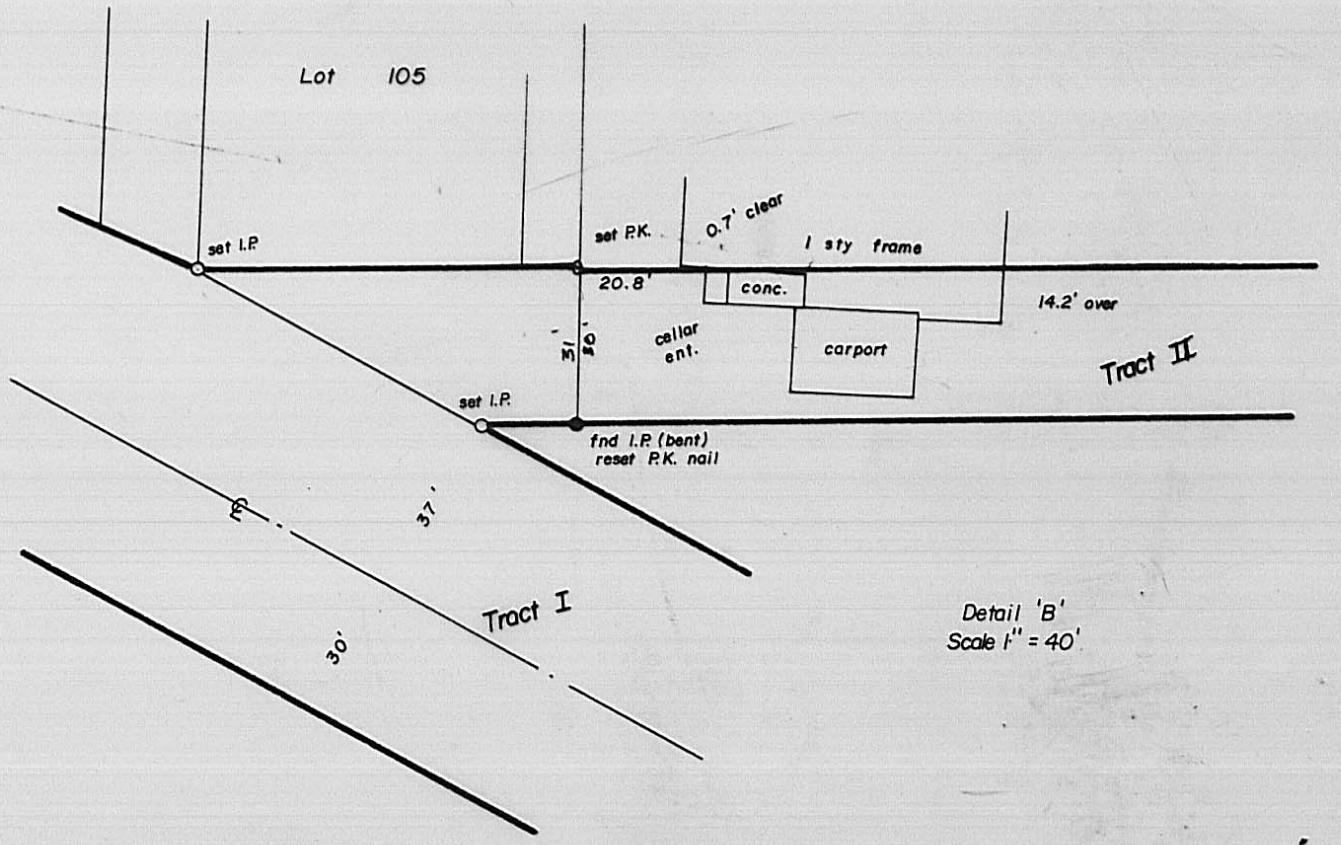 Lot 105
set I.P.
set P.K.
0.7' clear
1 sty frame
20.8'
conc.
14.2' over
31'
30'
cellar
ent.
carport
Tract II
set I.P.
fnd I.P. (bent)
reset P.K. nail
37'
Tract I
30'
Detail 'B'
Scale 1" = 40'